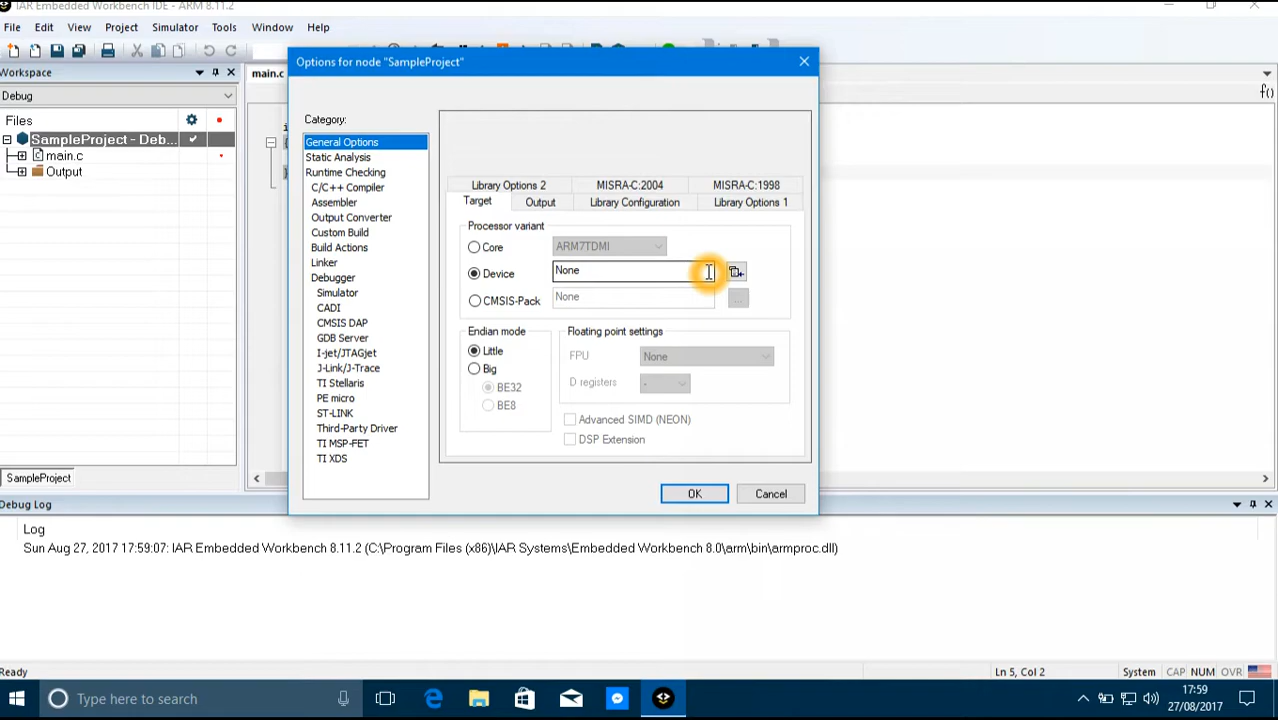 IAR Embedded Workbench IDE - ARM 8.11.2
File Edit View Project Simulator Tools Window Help
Workspace
Debug
Files
SampleProject - Deb...
main.c
Output
SampleProject
main.c
f()
Options for node "SampleProject"
Category:
General Options
Static Analysis
Runtime Checking
C/C++ Compiler
Assembler
Output Converter
Custom Build
Build Actions
Linker
Debugger
Simulator
CADI
CMSIS DAP
GDB Server
I-jet/JTAGjet
J-Link/J-Trace
TI Stellaris
PE micro
ST-LINK
Third-Party Driver
TI MSP-FET
TI XDS
Library Options 2 MISRA-C:2004 MISRA-C:1998
Target Output Library Configuration Library Options 1
Processor variant
Core ARM7TDMI
Device None
CMSIS-Pack None
...
Endian mode
Little
Big
BE32
BE8
Floating point settings
FPU None
D registers -
Advanced SIMD (NEON)
DSP Extension
OK Cancel
Debug Log
Log
Sun Aug 27, 2017 17:59:07: IAR Embedded Workbench 8.11.2 (C:\Program Files (x86)\IAR Systems\Embedded Workbench 8.0\arm\bin\armproc.dll)
Ready Ln 5, Col 2 System CAP NUM OVR
Type here to search
17:59
27/08/2017